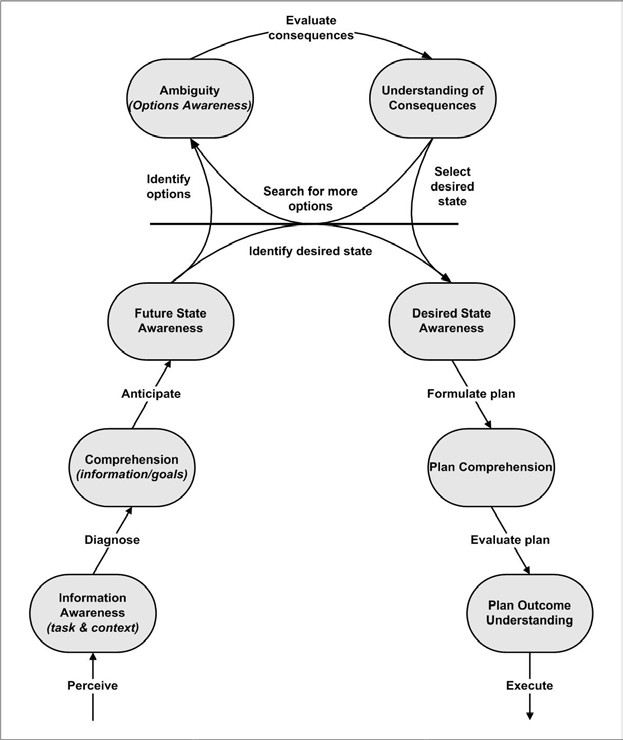 Evaluate
consequences
Ambiguity
(Options Awareness)
Understanding of
Consequences
Identify
options
Search for more
options
Select
desired
state
Identify desired state
Future State
Awareness
Desired State
Awareness
Anticipate
Formulate plan
Comprehension
(information/goals)
Plan Comprehension
Diagnose
Evaluate plan
Information
Awareness
(task & context)
Plan Outcome
Understanding
Perceive
Execute